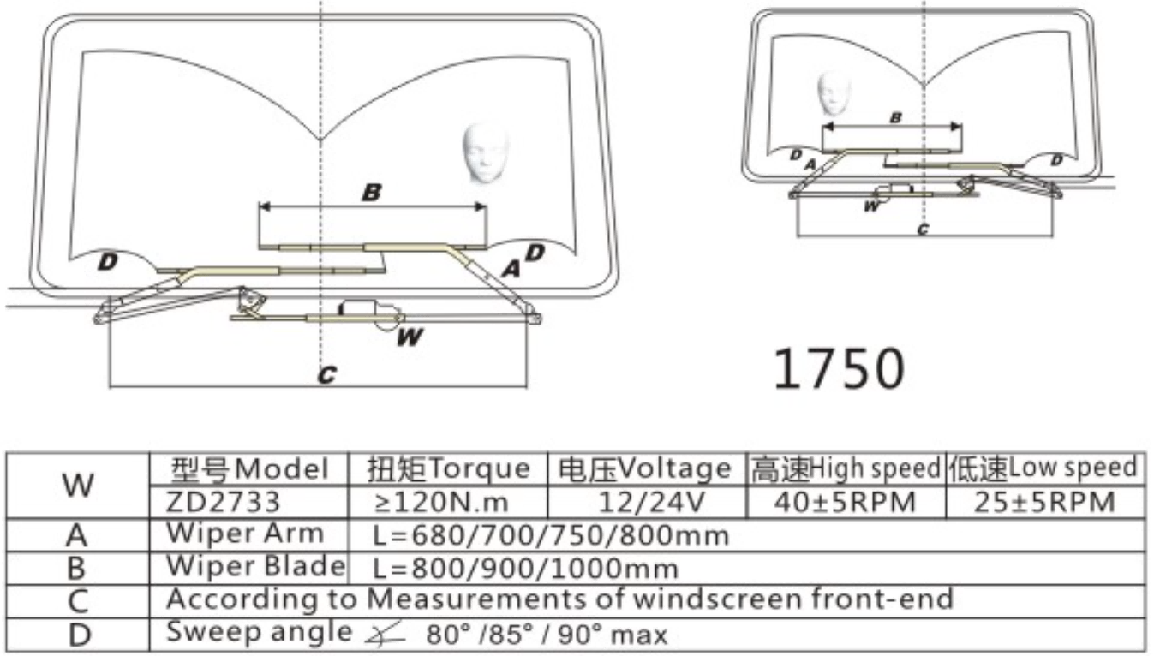 B
D
D
A
W
C
B
D
A
D
W
C
1750
W
型号Model 扭矩Torque 电压Voltage 高速High speed 低速Low speed
ZD2733 ≥120N.m 12/24V 40±5RPM 25±5RPM
A Wiper Arm L=680/700/750/800mm
B Wiper Blade L=800/900/1000mm
C According to Measurements of windscreen front-end
D Sweep angle ∡ 80° /85° / 90° max